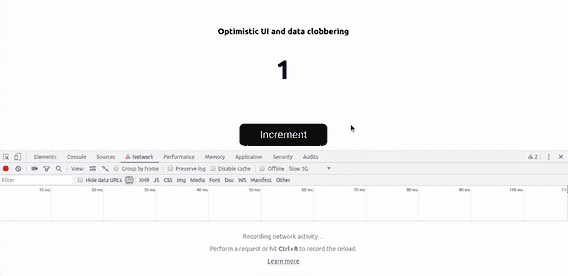 Optimistic UI and data clobbering
1
Increment
Elements Console Sources Network Performance Memory Application Security Audits 2
View: Group by frame Preserve log Disable cache Offline Slow 3G
Filter Hide data URLs All XHR JS CSS Img Media Font Doc WS Manifest Other
10 ms 20 ms 30 ms 40 ms 50 ms 60 ms 70 ms 80 ms 90 ms 100 ms
Recording network activity…
Perform a request or hit Ctrl+R to record the reload.
Learn more